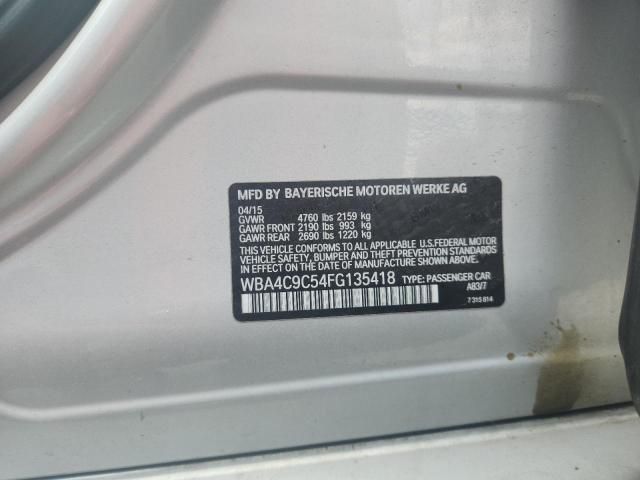 MFD BY BAYERISCHE MOTOREN WERKE AG
04/15
GVWR 4760 lbs 2159 kg
GAWR FRONT 2190 lbs 993 kg
GAWR REAR 2690 lbs 1220 kg
THIS VEHICLE CONFORMS TO ALL APPLICABLE U.S.FEDERAL MOTOR
VEHICLE SAFETY, BUMPER AND THEFT PREVENTION STANDARDS IN
EFFECT ON THE DATE OF MANUFACTURE SHOWN ABOVE.
WBA4C9C54FG135418 TYPE: PASSENGER CAR
A83/7
7 315 814